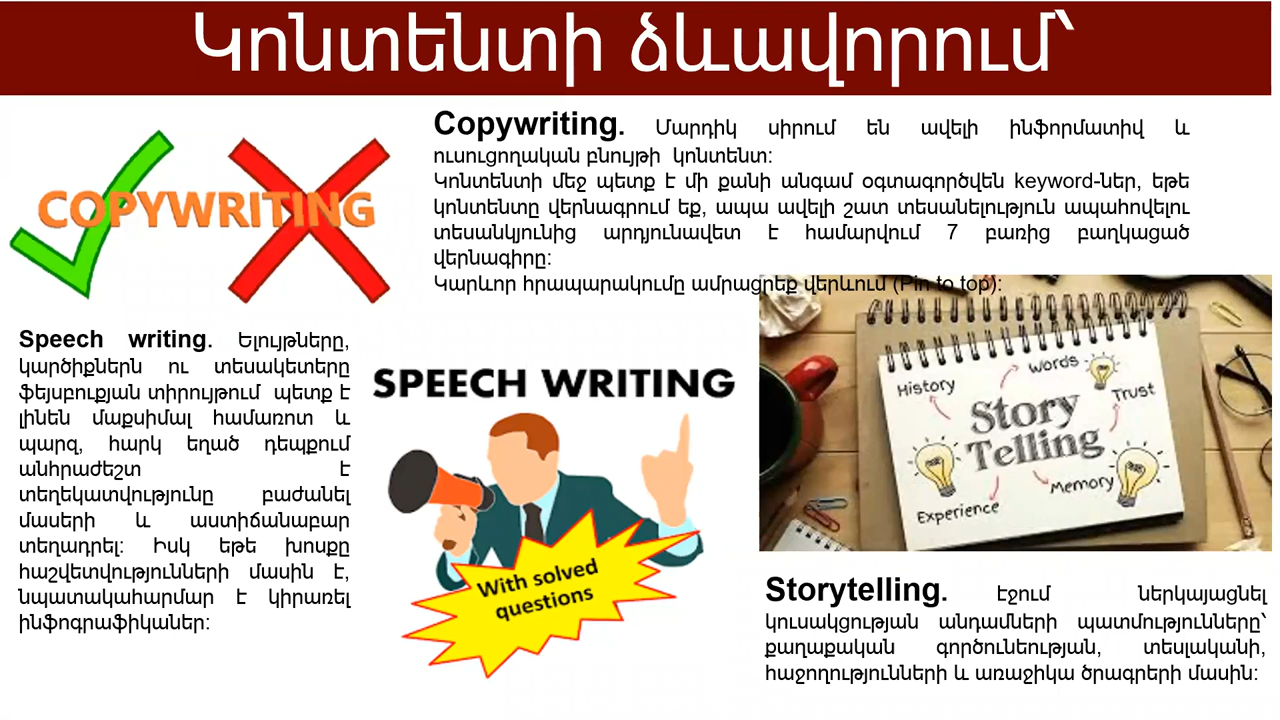 Կոնտենտի ձևավորում՝
COPYWRITING
Copywriting. Մարդիկ սիրում են ավելի ինֆորմատիվ և
ուսուցողական բնույթի կոնտենտ:
Կոնտենտի մեջ պետք է մի քանի անգամ օգտագործվեն keyword-ներ, եթե
կոնտենտը վերնագրում եք, ապա ավելի շատ տեսանելություն ապահովելու
տեսանկյունից արդյունավետ է համարվում 7 բառից բաղկացած
վերնագիրը:
Կարևոր հրապարակումը ամրացրեք վերևում (Pin to top):
Speech writing. Ելույթները,
կարծիքներն ու տեսակետերը
ֆեյսբուքյան տիրույթում պետք է
լինեն մաքսիմալ համառոտ և
պարզ, հարկ եղած դեպքում
անհրաժեշտ է
տեղեկատվությունը բաժանել
մասերի և աստիճանաբար
տեղադրել: Իսկ եթե խոսքը
հաշվետվությունների մասին է,
նպատակահարմար է կիրառել
ինֆոգրաֆիկաներ:
SPEECH WRITING
With solved
questions
History
Words
Trust
Story
Telling
Memory
Experience
Storytelling. Էջում ներկայացնել
կուսակցության անդամների պատմությունները՝
քաղաքական գործունեության, տեսլականի,
հաջողությունների և առաջիկա ծրագրերի մասին: